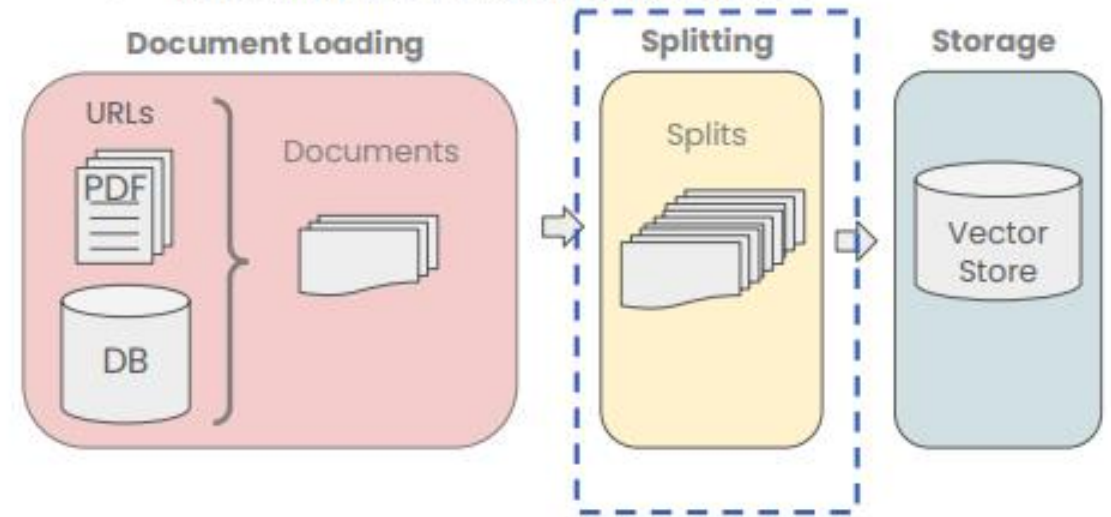 Document Loading
Splitting
Storage
URLs
Documents
Splits
PDF
Vector
Store
DB